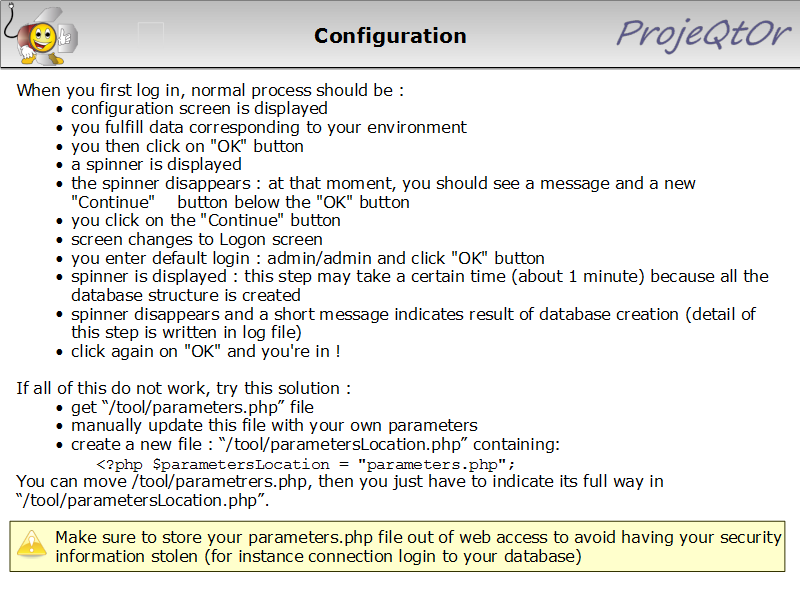 Configuration
ProjeQtOr
When you first log in, normal process should be :
• configuration screen is displayed
• you fulfill data corresponding to your environment
• you then click on "OK" button
• a spinner is displayed
• the spinner disappears : at that moment, you should see a message and a new
"Continue" button below the "OK" button
• you click on the "Continue" button
• screen changes to Logon screen
• you enter default login : admin/admin and click "OK" button
• spinner is displayed : this step may take a certain time (about 1 minute) because all the
database structure is created
• spinner disappears and a short message indicates result of database creation (detail of
this step is written in log file)
• click again on "OK" and you're in !
If all of this do not work, try this solution :
• get “/tool/parameters.php” file
• manually update this file with your own parameters
• create a new file : “/tool/parametersLocation.php” containing:
<?php $parametersLocation = "parameters.php";
You can move /tool/parametrers.php, then you just have to indicate its full way in
“/tool/parametersLocation.php”.
Make sure to store your parameters.php file out of web access to avoid having your security
information stolen (for instance connection login to your database)